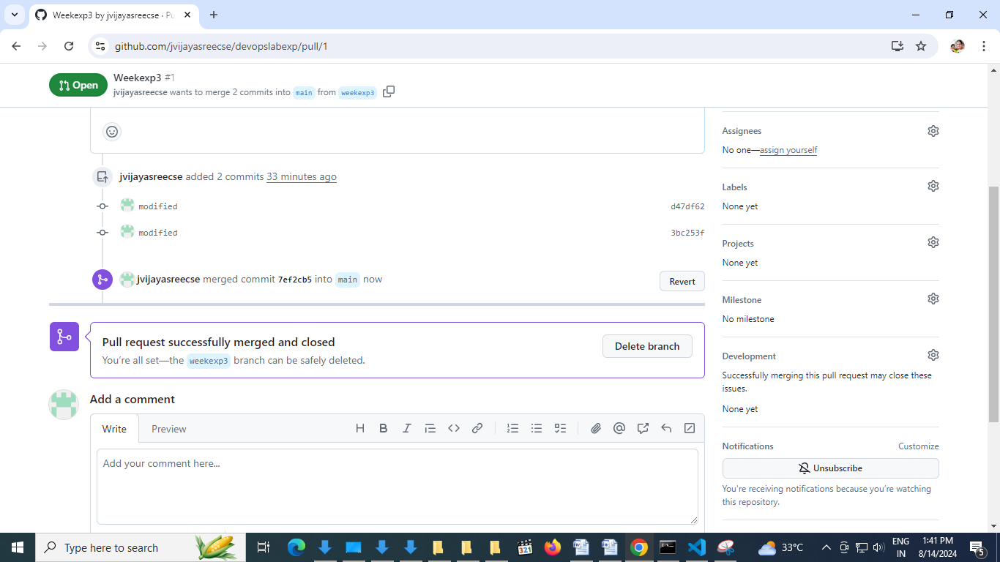 Weekexp3 by jvijayasreecse · Pu
github.com/jvijayasreecse/devopslabexp/pull/1
Open
Weekexp3 #1
jvijayasreecse wants to merge 2 commits into main from weekexp3
jvijayasreecse added 2 commits 33 minutes ago
modified d47df62
modified 3bc253f
jvijayasreecse merged commit 7ef2cb5 into main now
Revert
Pull request successfully merged and closed
You're all set—the weekexp3 branch can be safely deleted.
Delete branch
Add a comment
Write Preview
Add your comment here...
Assignees
No one—assign yourself
Labels
None yet
Projects
None yet
Milestone
No milestone
Development
Successfully merging this pull request may close these
issues.
None yet
Notifications Customize
Unsubscribe
You're receiving notifications because you're watching
this repository.
Type here to search
321
33°C
ENG
IN
1:41 PM
8/14/2024
5